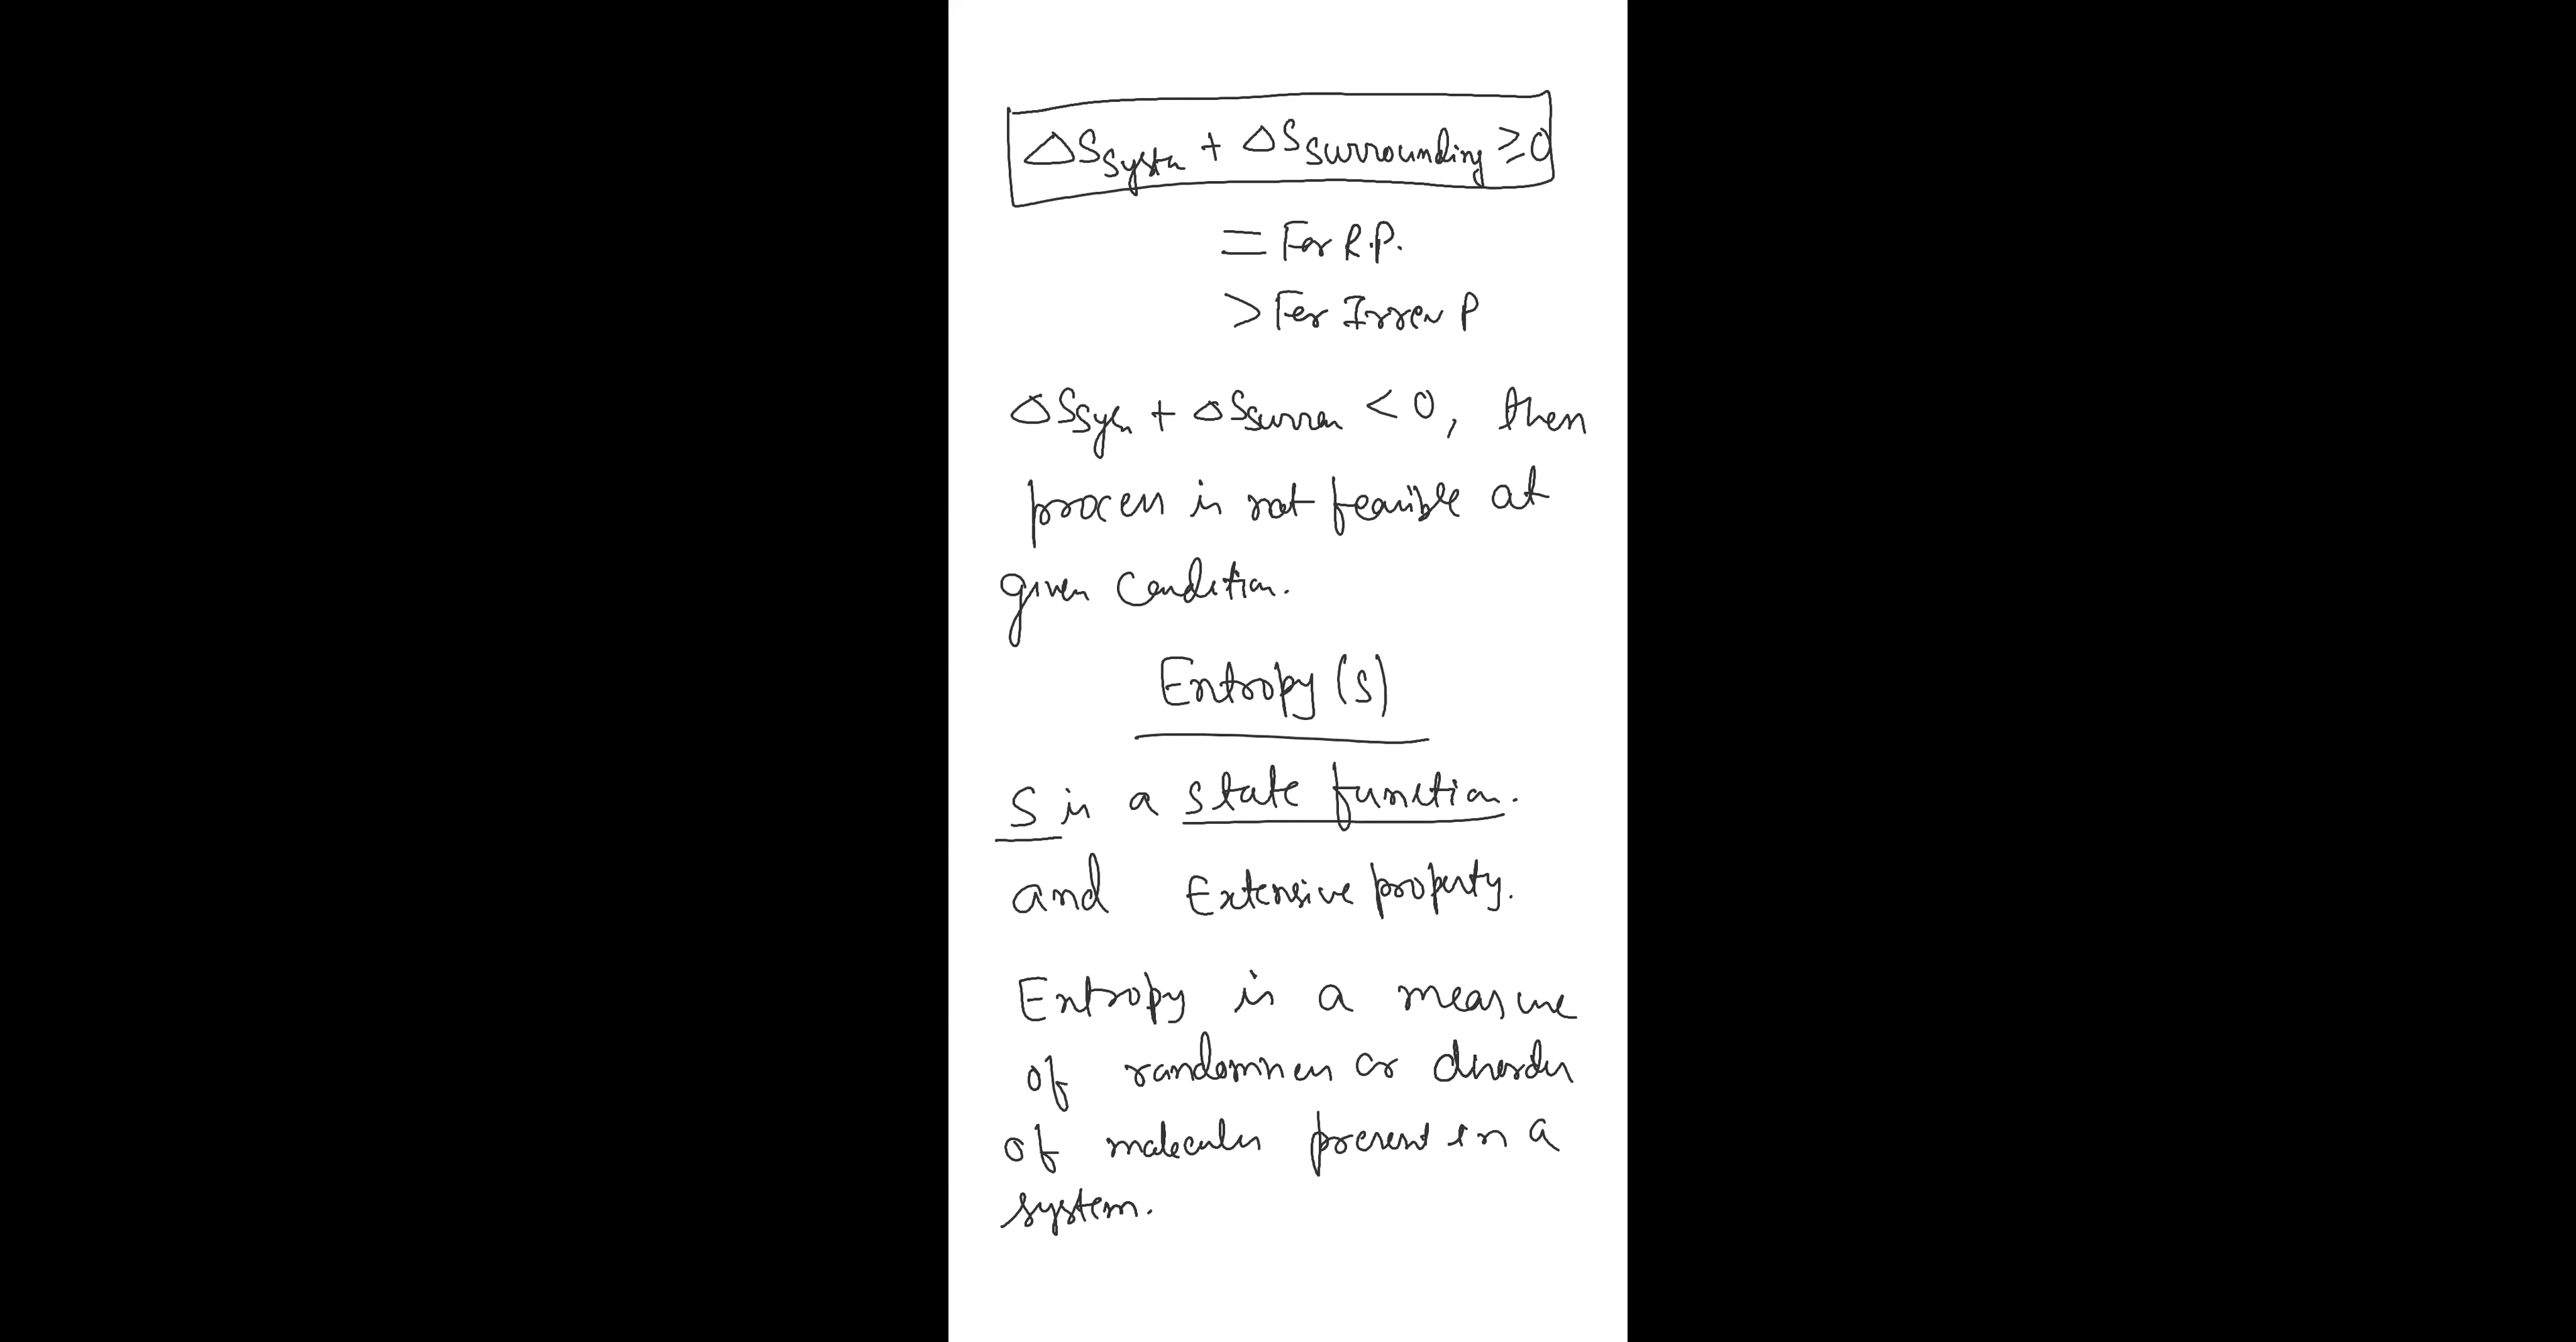 ΔSsystem + ΔSsurrounding ≥0
= For R.P.
> For Irrev P
ΔSsys + ΔSsurron < 0, then
process is not feasible at
given condition.
Entropy (S)
S is a state function.
and Extensive property.
Entropy is a measure
of randomness or disorder
of molecules present in a
system.